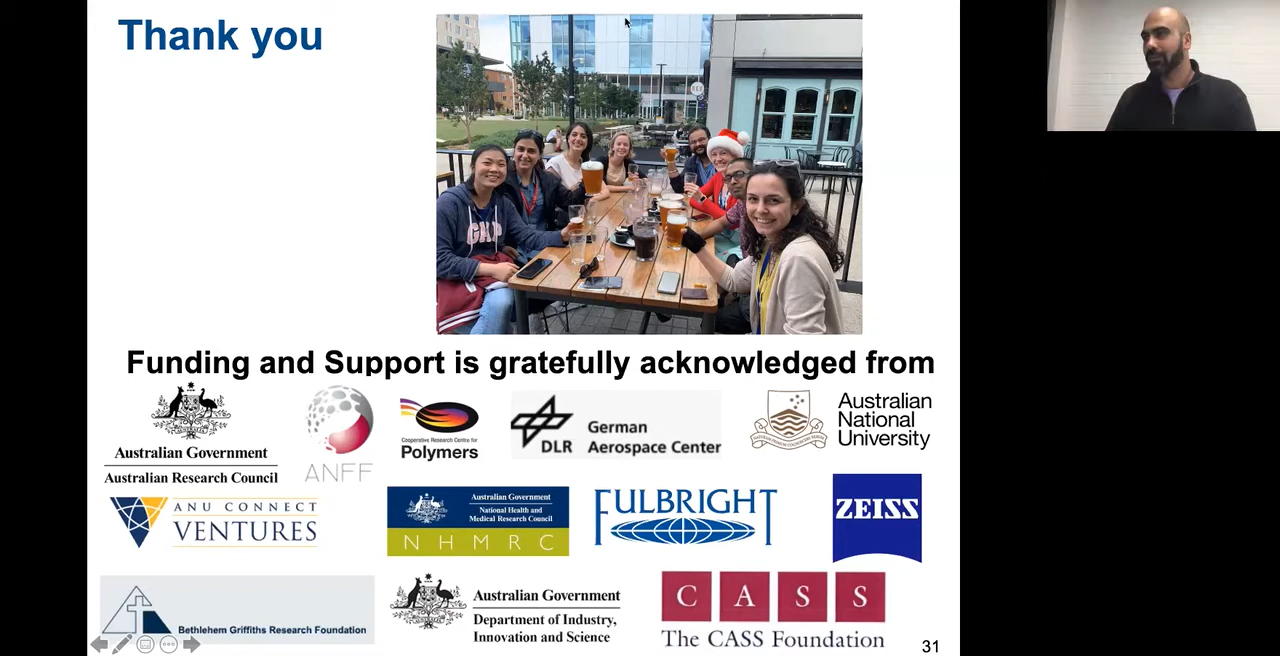 Thank you
GAP
Funding and Support is gratefully acknowledged from
Australian Government
Australian Research Council
ANFF
Cooperative Research Centre for
Polymers
DLR
German
Aerospace Center
Australian
National
University
ANU CONNECT
VENTURES
Australian Government
National Health and
Medical Research Council
NHMRC
FULBRIGHT
ZEISS
Bethlehem Griffiths Research Foundation
Australian Government
Department of Industry,
Innovation and Science
CASS
The CASS Foundation
31